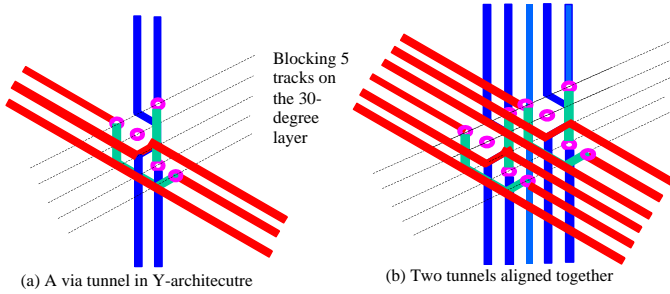 Blocking 5
tracks on
the 30-
degree
layer
(a) A via tunnel in Y-architecutre
(b) Two tunnels aligned together